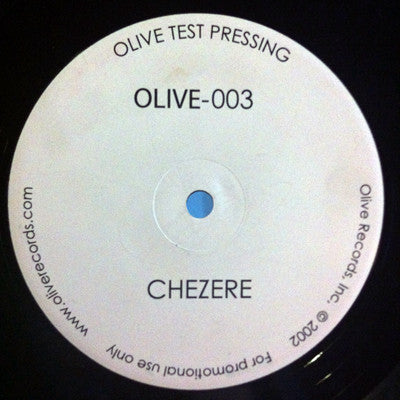 OLIVE TEST PRESSING
OLIVE-003
CHEZERE
Olive Records, Inc. © 2002
For promotional use only
www.oliverecords.com